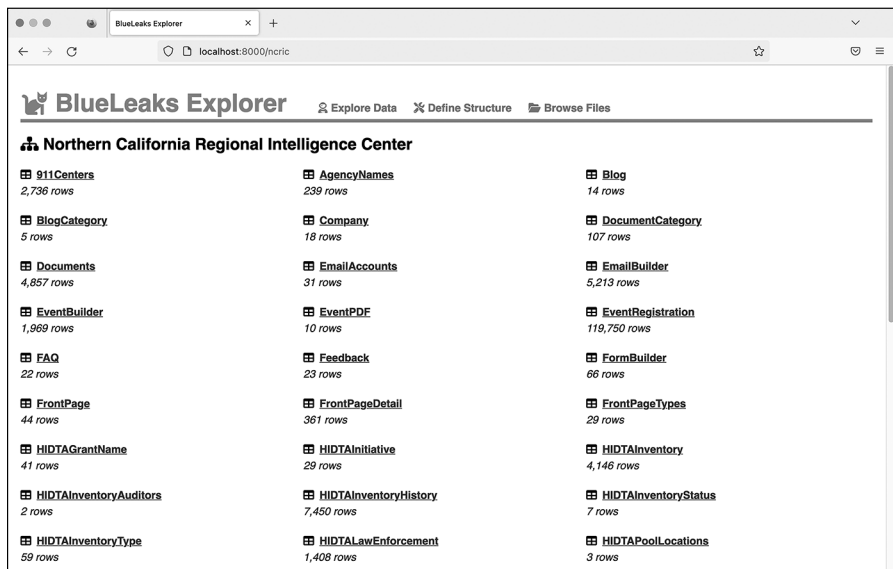 BlueLeaks Explorer
localhost:8000/ncric
BlueLeaks Explorer Explore Data Define Structure Browse Files
Northern California Regional Intelligence Center
911Centers AgencyNames Blog
2,736 rows 239 rows 14 rows
BlogCategory Company DocumentCategory
5 rows 18 rows 107 rows
Documents EmailAccounts EmailBuilder
4,857 rows 31 rows 5,213 rows
EventBuilder EventPDF EventRegistration
1,969 rows 10 rows 119,750 rows
FAQ Feedback FormBuilder
22 rows 23 rows 66 rows
FrontPage FrontPageDetail FrontPageTypes
44 rows 361 rows 29 rows
HIDTAGrantName HIDTAInitiative HIDTAInventory
41 rows 29 rows 4,146 rows
HIDTAInventoryAuditors HIDTAInventoryHistory HIDTAInventoryStatus
2 rows 7,450 rows 7 rows
HIDTAInventoryType HIDTALawEnforcement HIDTAPoolLocations
59 rows 1,408 rows 3 rows